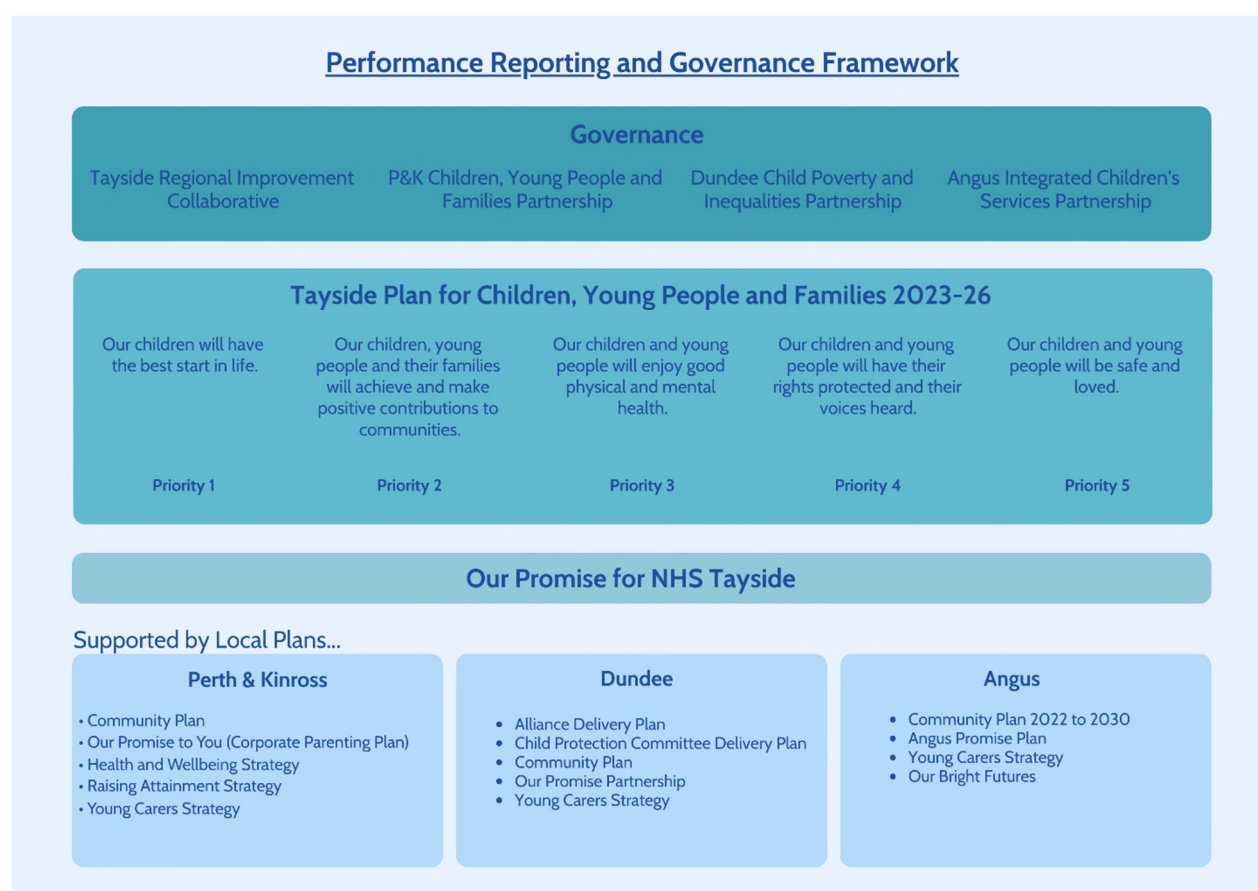 Performance Reporting and Governance Framework
Governance
Tayside Regional Improvement
Collaborative
P&K Children, Young People and
Families Partnership
Dundee Child Poverty and
Inequalities Partnership
Angus Integrated Children's
Services Partnership
Tayside Plan for Children, Young People and Families 2023-26
Our children will have
the best start in life.
Priority 1
Our children, young
people and their families
will achieve and make
positive contributions to
communities.
Priority 2
Our children and young
people will enjoy good
physical and mental
health.
Priority 3
Our children and young
people will have their
rights protected and their
voices heard.
Priority 4
Our children and young
people will be safe and
loved.
Priority 5
Our Promise for NHS Tayside
Supported by Local Plans...
Perth & Kinross
• Community Plan
• Our Promise to You (Corporate Parenting Plan)
• Health and Wellbeing Strategy
• Raising Attainment Strategy
• Young Carers Strategy
Dundee
• Alliance Delivery Plan
• Child Protection Committee Delivery Plan
• Community Plan
• Our Promise Partnership
• Young Carers Strategy
Angus
• Community Plan 2022 to 2030
• Angus Promise Plan
• Young Carers Strategy
• Our Bright Futures